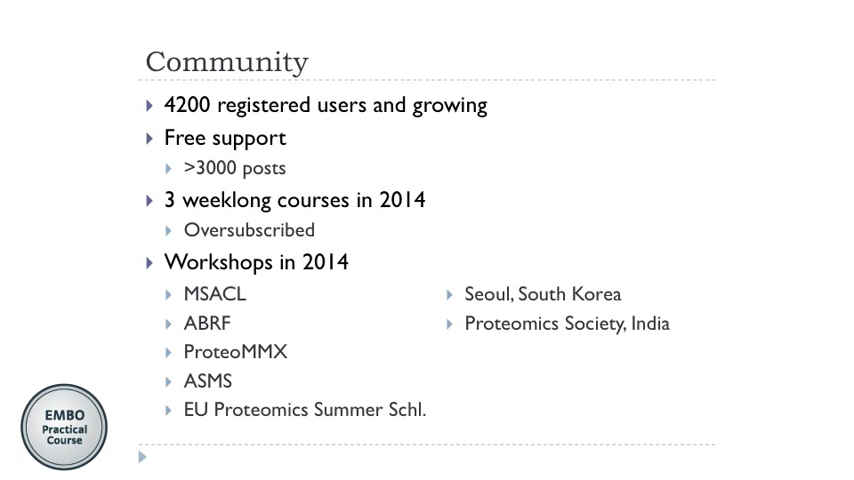 Community
4200 registered users and growing
Free support
>3000 posts
3 weeklong courses in 2014
Oversubscribed
Workshops in 2014
MSACL
ABRF
ProteoMMX
ASMS
EU Proteomics Summer Schl.
Seoul, South Korea
Proteomics Society, India
EMBO
Practical
Course